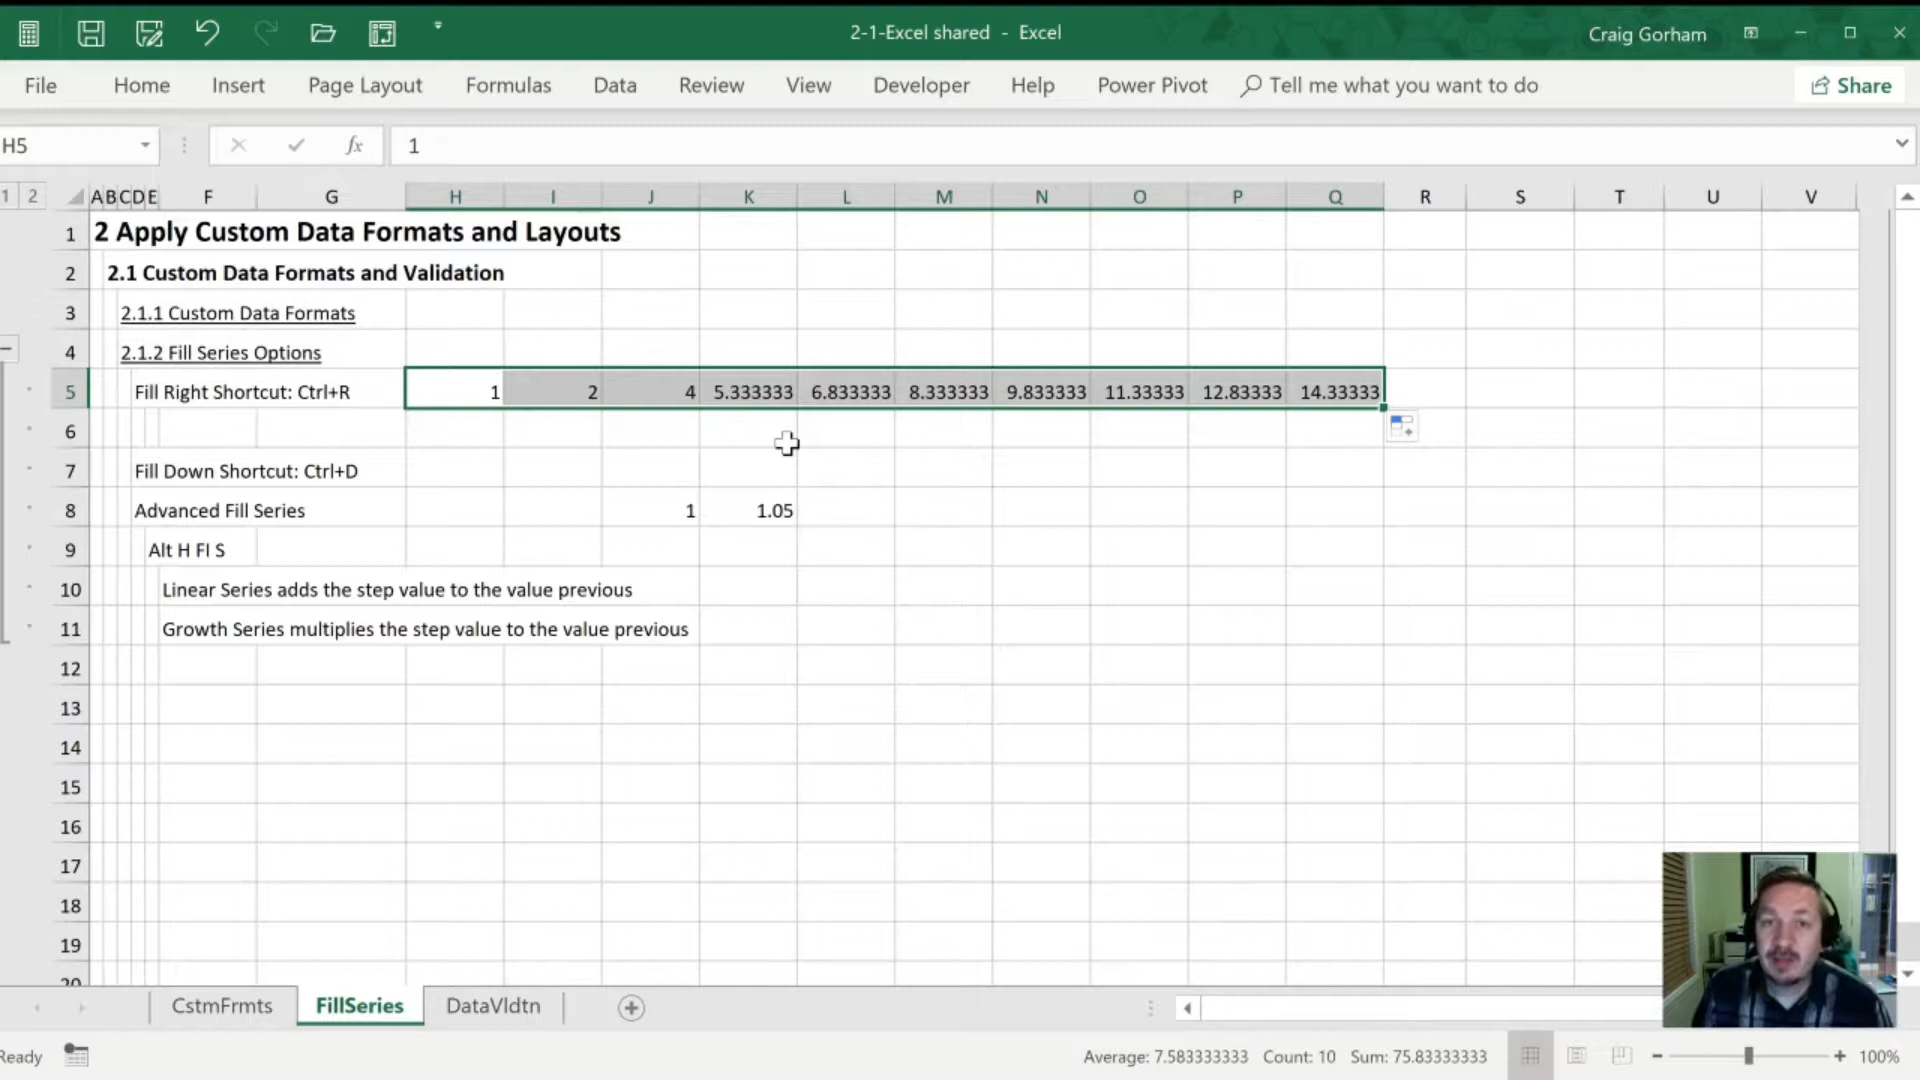 2-1-Excel shared - Excel
Craig Gorham
File Home Insert Page Layout Formulas Data Review View Developer Help Power Pivot Tell me what you want to do Share
H5 fx 1
1 2 A B C D E F G H I J K L M N O P Q R S T U V
1 2 Apply Custom Data Formats and Layouts
2 2.1 Custom Data Formats and Validation
3 2.1.1 Custom Data Formats
4 2.1.2 Fill Series Options
5 Fill Right Shortcut: Ctrl+R 1 2 4 5.333333 6.833333 8.333333 9.833333 11.33333 12.83333 14.33333
6
7 Fill Down Shortcut: Ctrl+D
8 Advanced Fill Series 1 1.05
9 Alt H FI S
10 Linear Series adds the step value to the value previous
11 Growth Series multiplies the step value to the value previous
12
13
14
15
16
17
18
19
20
CstmFrmts FillSeries DataVldtn
Ready Average: 7.583333333 Count: 10 Sum: 75.83333333 100%